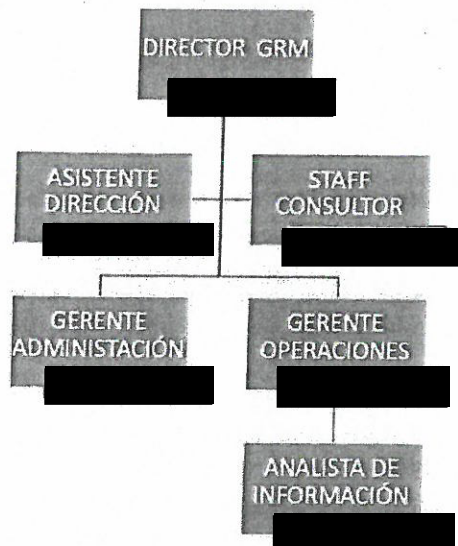 DIRECTOR GRM
ASISTENTE
DIRECCIÓN
STAFF
CONSULTOR
GERENTE
ADMINISTACIÓN
GERENTE
OPERACIONES
ANALISTA DE
INFORMACIÓN